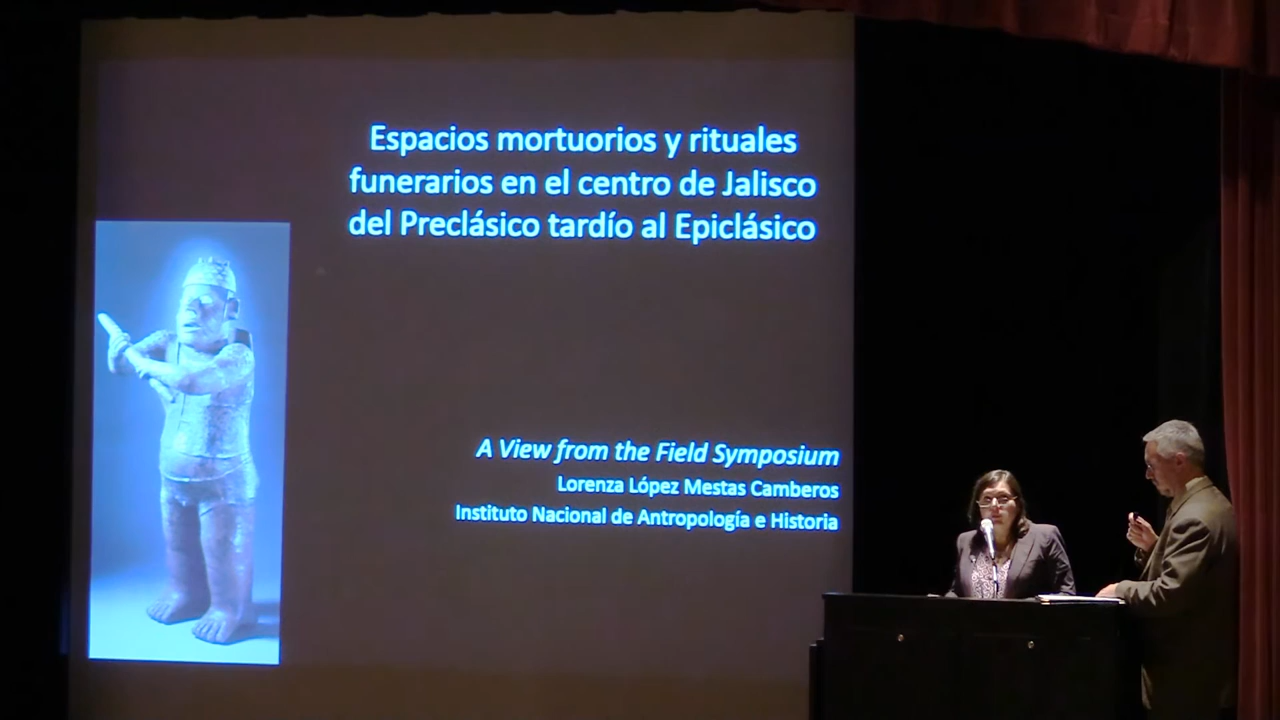 Espacios mortuorios y rituales
funerarios en el centro de Jalisco
del Preclásico tardío al Epiclásico
A View from the Field Symposium
Lorenza López Mestas Camberos
Instituto Nacional de Antropología e Historia